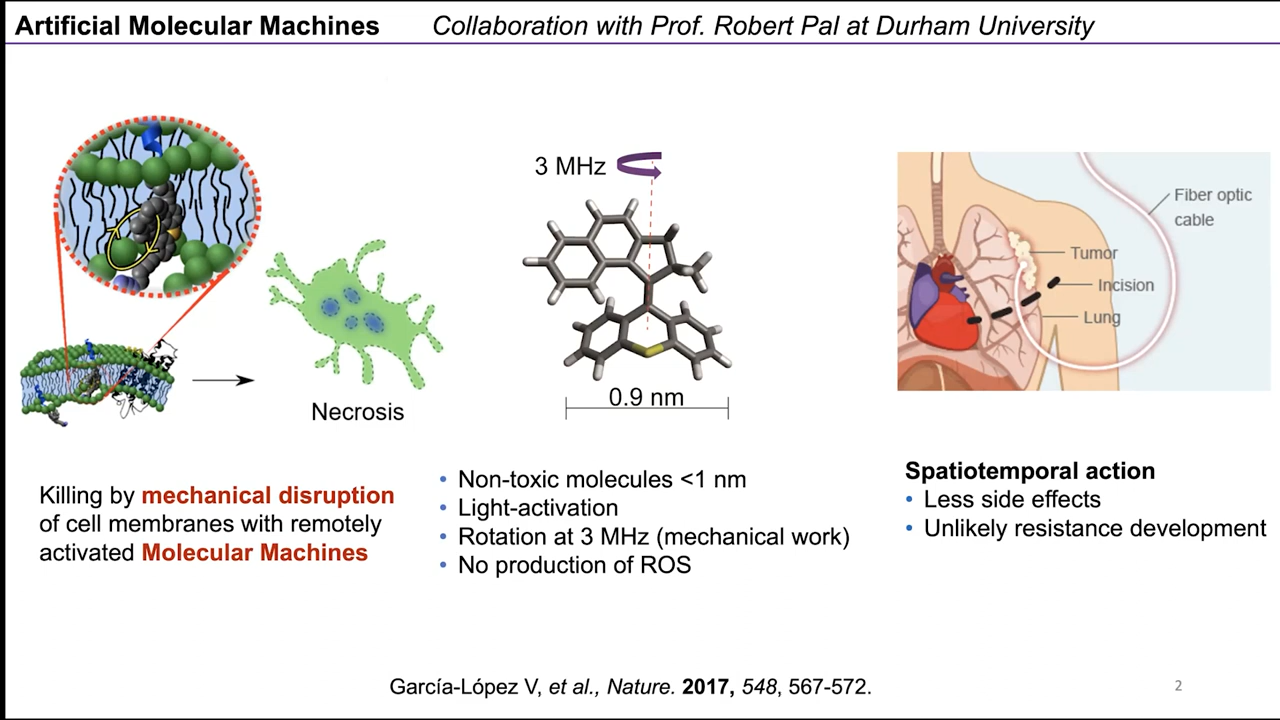 Artificial Molecular Machines Collaboration with Prof. Robert Pal at Durham University
Necrosis
Killing by mechanical disruption
of cell membranes with remotely
activated Molecular Machines
3 MHz
0.9 nm
• Non-toxic molecules <1 nm
• Light-activation
• Rotation at 3 MHz (mechanical work)
• No production of ROS
Fiber optic
cable
Tumor
Incision
Lung
Spatiotemporal action
• Less side effects
• Unlikely resistance development
García-López V, et al., Nature. 2017, 548, 567-572.
2